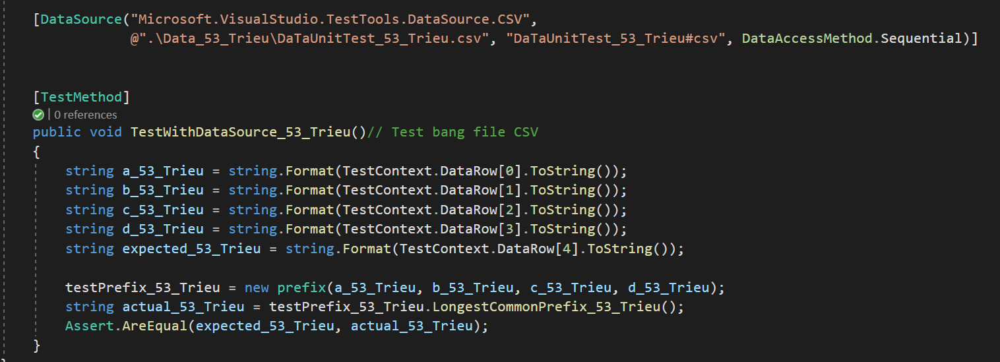 [DataSource("Microsoft.VisualStudio.TestTools.DataSource.CSV",
@".\Data_53_Trieu\DaTaUnitTest_53_Trieu.csv", "DaTaUnitTest_53_Trieu#csv", DataAccessMethod.Sequential)]
[TestMethod]
| 0 references
public void TestWithDataSource_53_Trieu()// Test bang file CSV
{
string a_53_Trieu = string.Format(TestContext.DataRow[0].ToString());
string b_53_Trieu = string.Format(TestContext.DataRow[1].ToString());
string c_53_Trieu = string.Format(TestContext.DataRow[2].ToString());
string d_53_Trieu = string.Format(TestContext.DataRow[3].ToString());
string expected_53_Trieu = string.Format(TestContext.DataRow[4].ToString());
testPrefix_53_Trieu = new prefix(a_53_Trieu, b_53_Trieu, c_53_Trieu, d_53_Trieu);
string actual_53_Trieu = testPrefix_53_Trieu.LongestCommonPrefix_53_Trieu();
Assert.AreEqual(expected_53_Trieu, actual_53_Trieu);
}